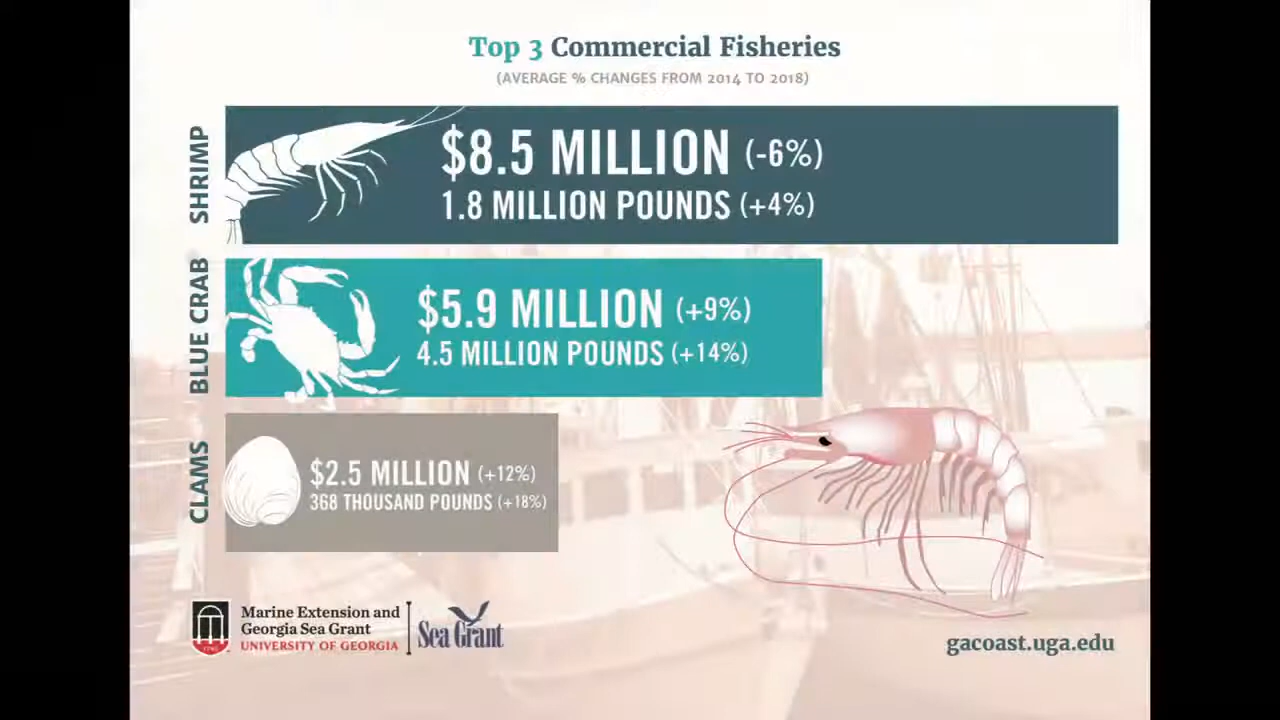 Top 3 Commercial Fisheries
(AVERAGE % CHANGES FROM 2014 TO 2018)
SHRIMP
$8.5 MILLION (-6%)
1.8 MILLION POUNDS (+4%)
BLUE CRAB
$5.9 MILLION (+9%)
4.5 MILLION POUNDS (+14%)
CLAMS
$2.5 MILLION (+12%)
368 THOUSAND POUNDS (+18%)
Marine Extension and
Georgia Sea Grant
UNIVERSITY OF GEORGIA
Sea Grant
gacoast.uga.edu